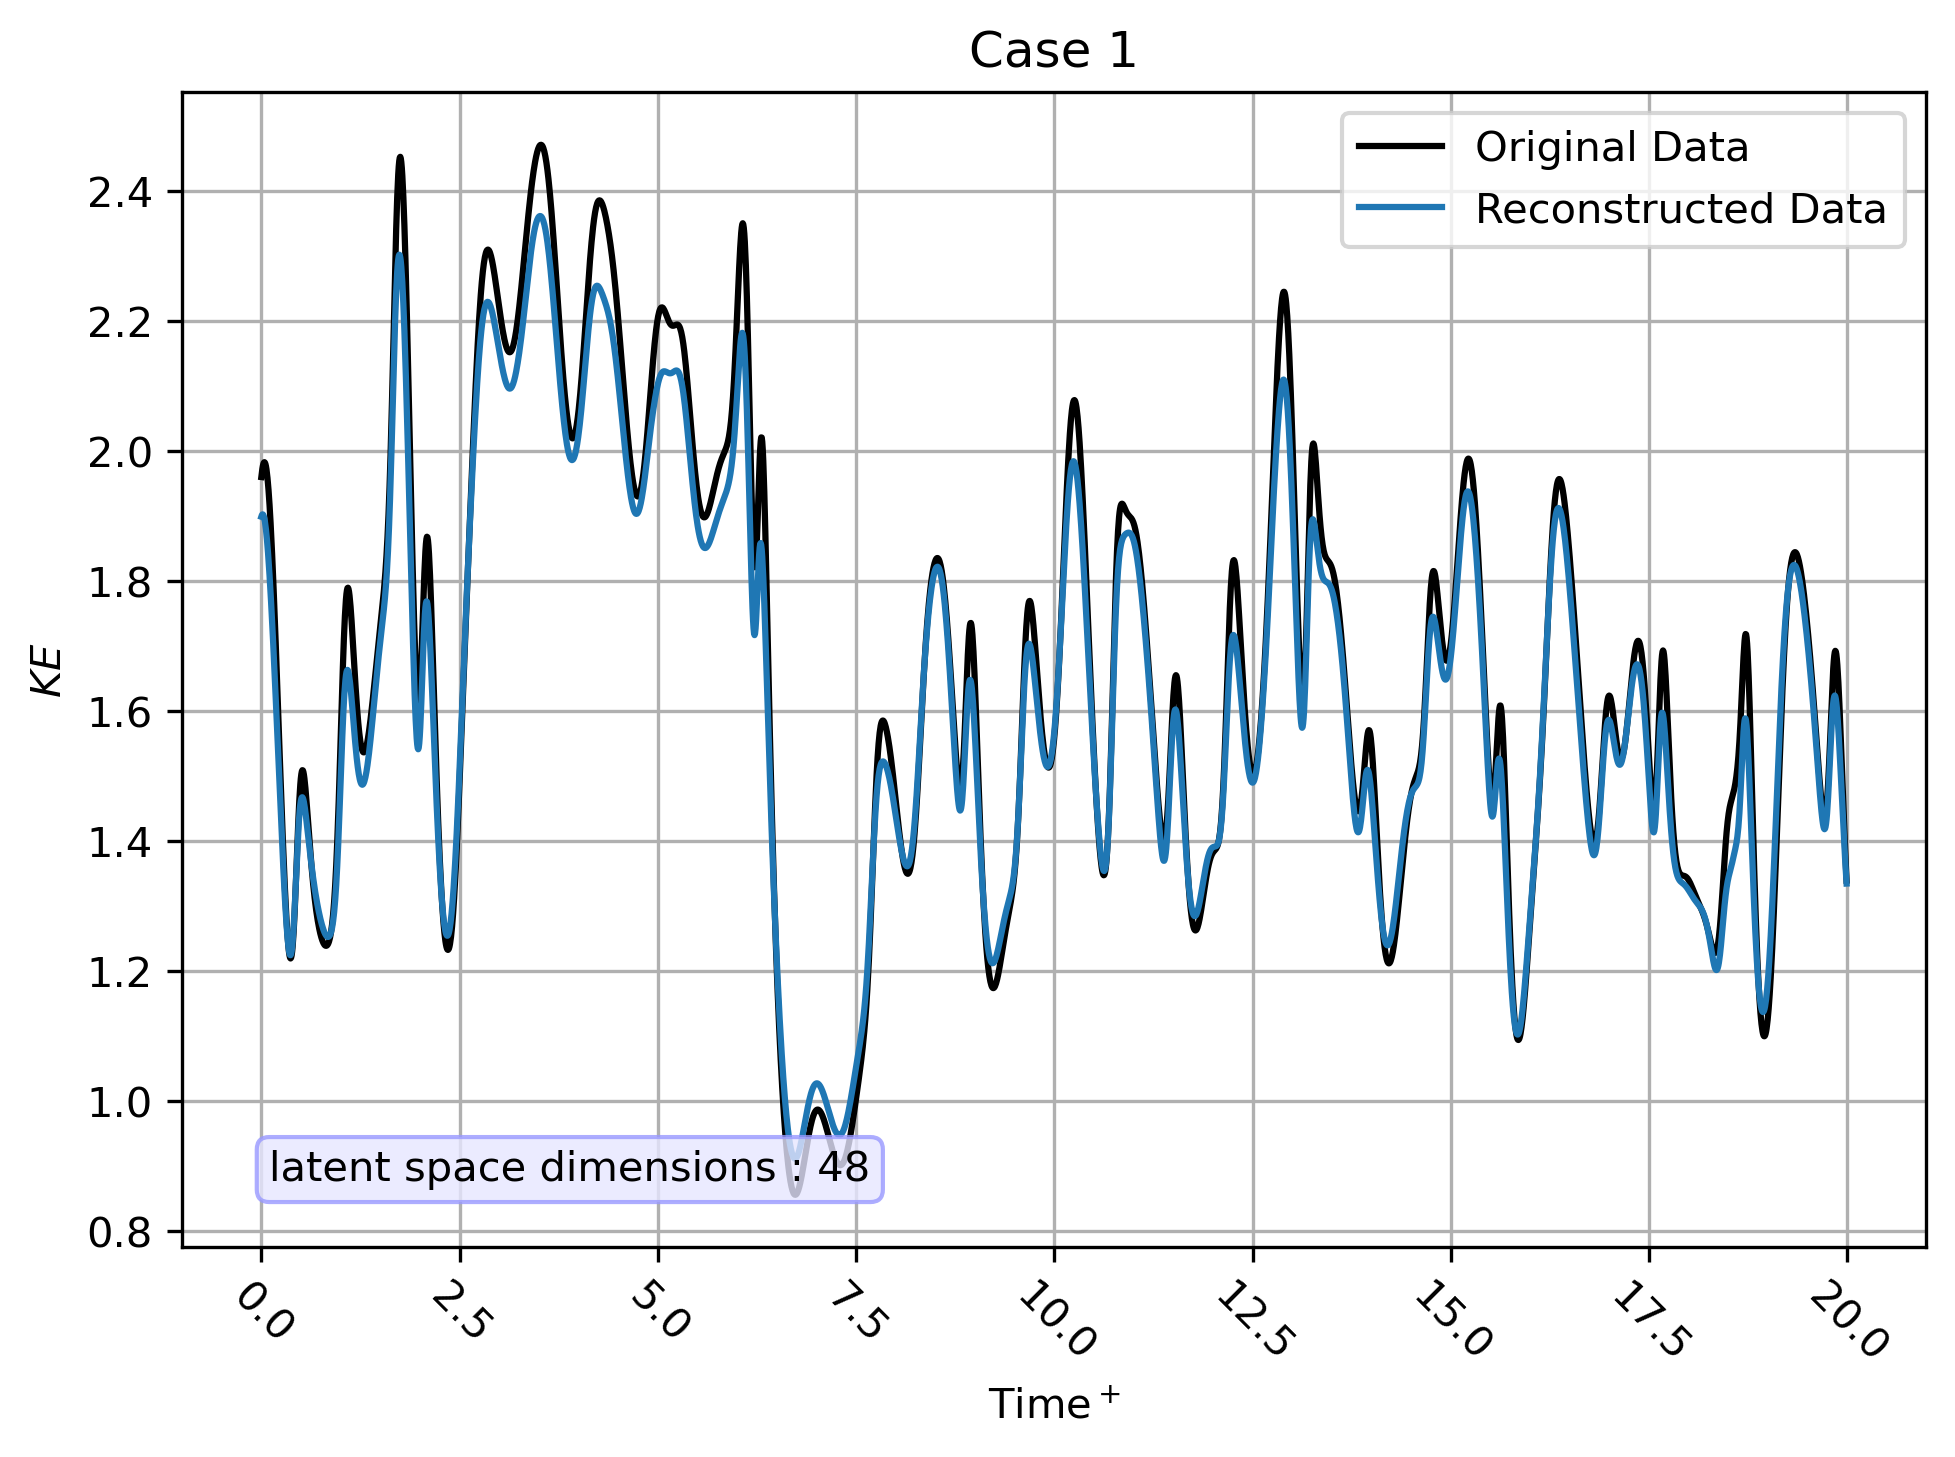 Case 1
Original Data
Reconstructed Data
2.4
2.2
2.0
1.8
1.6
1.4
1.2
1.0
0.8
KE
latent space dimensions : 48
0.0 2.5 5.0 7.5 10.0 12.5 15.0 17.5 20.0
Time⁺